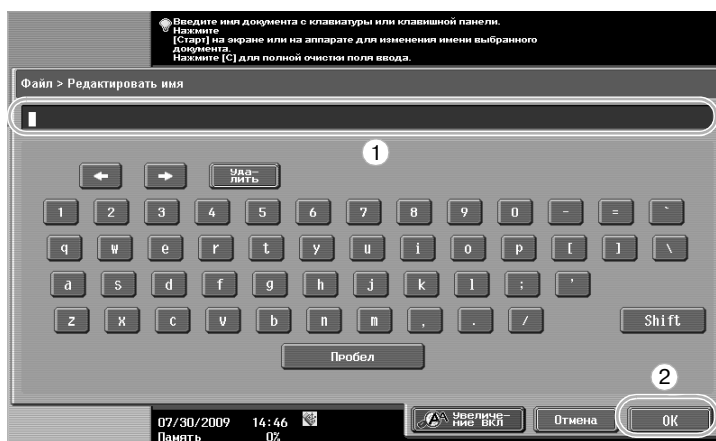 Введите имя документа с клавиатуры или клавишной панели.
Нажмите
[Старт] на экране или на аппарате для изменения имени выбранного
документа.
Нажмите [C] для полной очистки поля ввода.
Файл > Редактировать имя
1
Уда-
лить
1 2 3 4 5 6 7 8 9 0 - = `
q w e r t y u i o p [ ] \
a s d f g h j k l ; '
z x c v b n m , . / Shift
Пробел
2
07/30/2009 14:46
Память 0%
Увеличе-
ние вкл
Отмена
OK